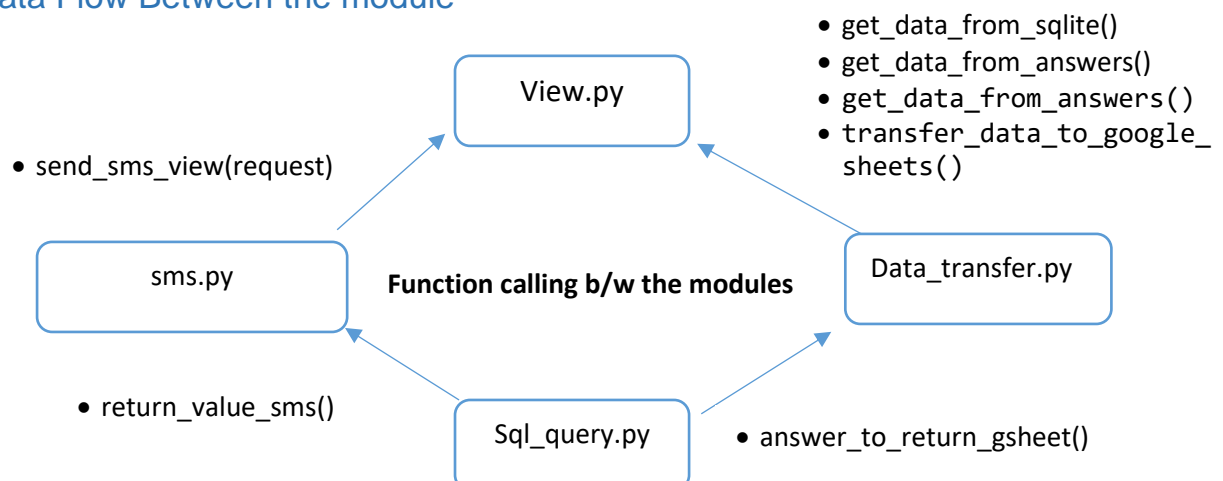 ata Flow Between the module
• get_data_from_sqlite()
• get_data_from_answers()
• get_data_from_answers()
• transfer_data_to_google_
sheets()
View.py
• send_sms_view(request)
sms.py
Function calling b/w the modules
Data_transfer.py
• return_value_sms()
Sql_query.py
• answer_to_return_gsheet()